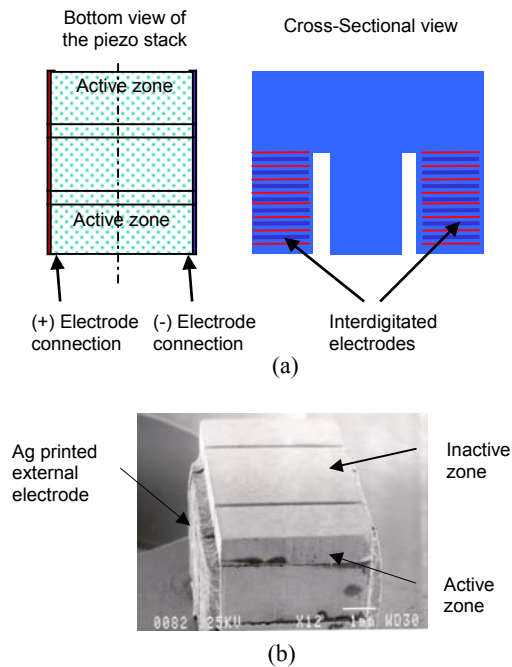 Bottom view of
the piezo stack
Cross-Sectional view
Active zone
Active zone
(+) Electrode
connection
(-) Electrode
connection
Interdigitated
electrodes
(a)
Ag printed
external
electrode
Inactive
zone
Active
zone
0082 25KV X12 1mm WD30
(b)